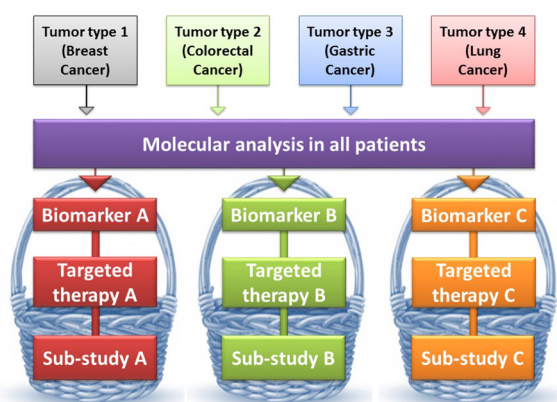 Tumor type 1
(Breast
Cancer)
Tumor type 2
(Colorectal
Cancer)
Tumor type 3
(Gastric
Cancer)
Tumor type 4
(Lung
Cancer)
Molecular analysis in all patients
Biomarker A
Biomarker B
Biomarker C
Targeted
therapy A
Targeted
therapy B
Targeted
therapy C
Sub-study A
Sub-study B
Sub-study C